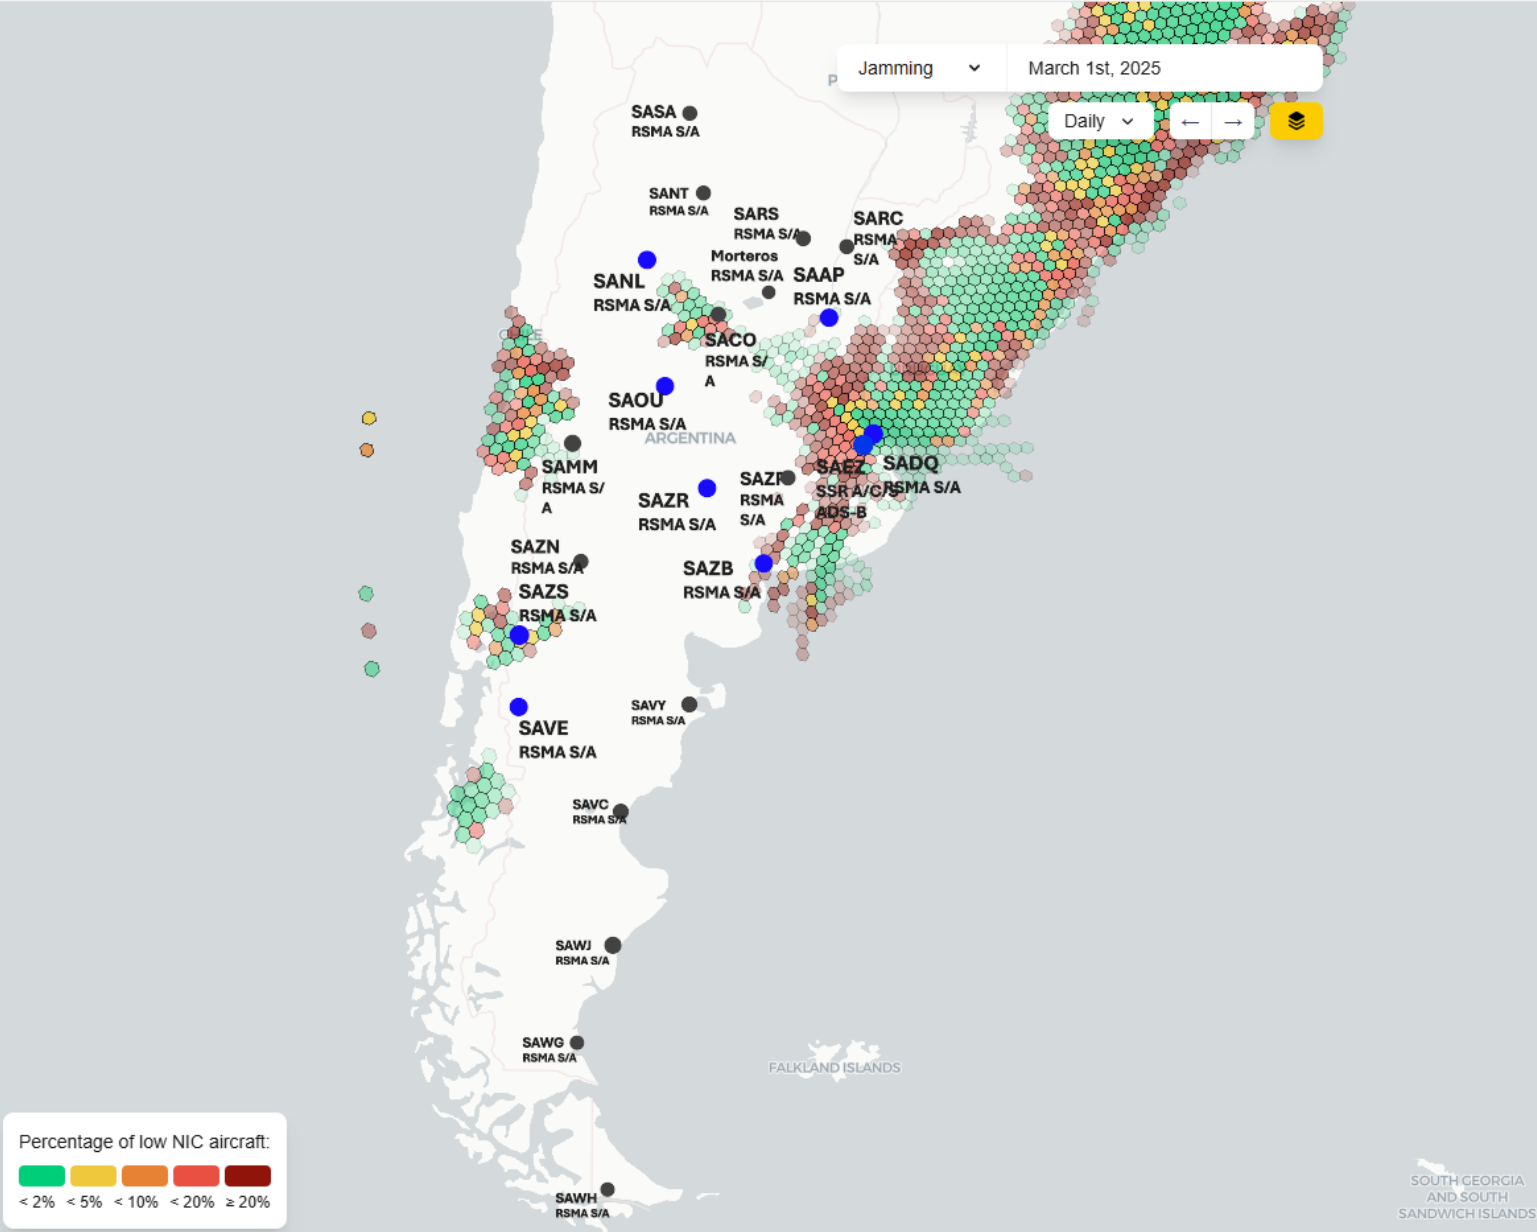 Jamming
March 1st, 2025
P
Daily
SASA
RSMA S/A
SANT
RSMA S/A
SARS
RSMA S/A
SARC
RSMA
S/A
Morteros
RSMA S/A
SAAP
RSMA S/A
SANL
RSMA S/A
SACO
RSMA S/
A
SAOU
RSMA S/A
ARGENTINA
SAMM
RSMA S/
A
SAZR
RSMA S/A
RSMA
S/A
SAEZ
SSR A/C/S
ADS-B
SADQ
RSMA S/A
SAZN
RSMA S/A
SAZS
RSMA S/A
SAZB
RSMA S/A
SAVY
RSMA S/A
SAVE
RSMA S/A
SAVC
RSMA S/A
SAWJ
RSMA S/A
SAWG
RSMA S/A
FALKLAND ISLANDS
SAWH
RSMA S/A
SOUTH GEORGIA
AND SOUTH
SANDWICH ISLANDS
Percentage of low NIC aircraft:
< 2% < 5% < 10% < 20% ≥ 20%